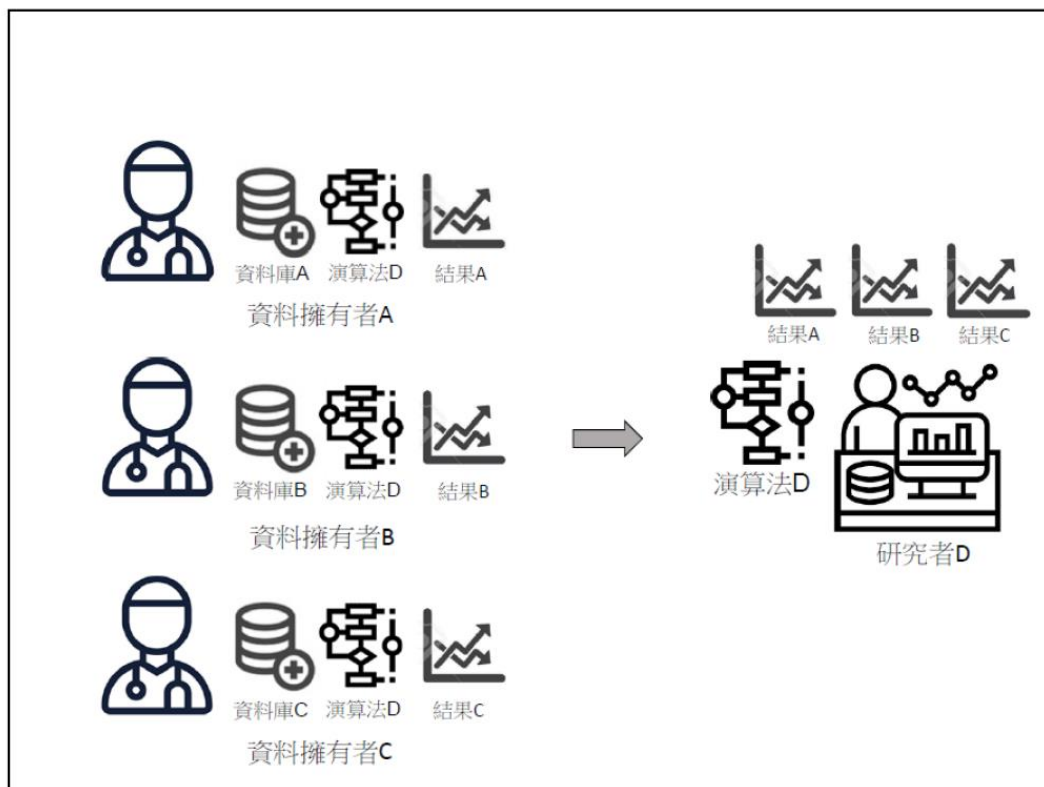 資料庫A 演算法D 結果A
資料擁有者A
資料庫B 演算法D 結果B
資料擁有者B
資料庫C 演算法D 結果C
資料擁有者C
結果A 結果B 結果C
演算法D
研究者D